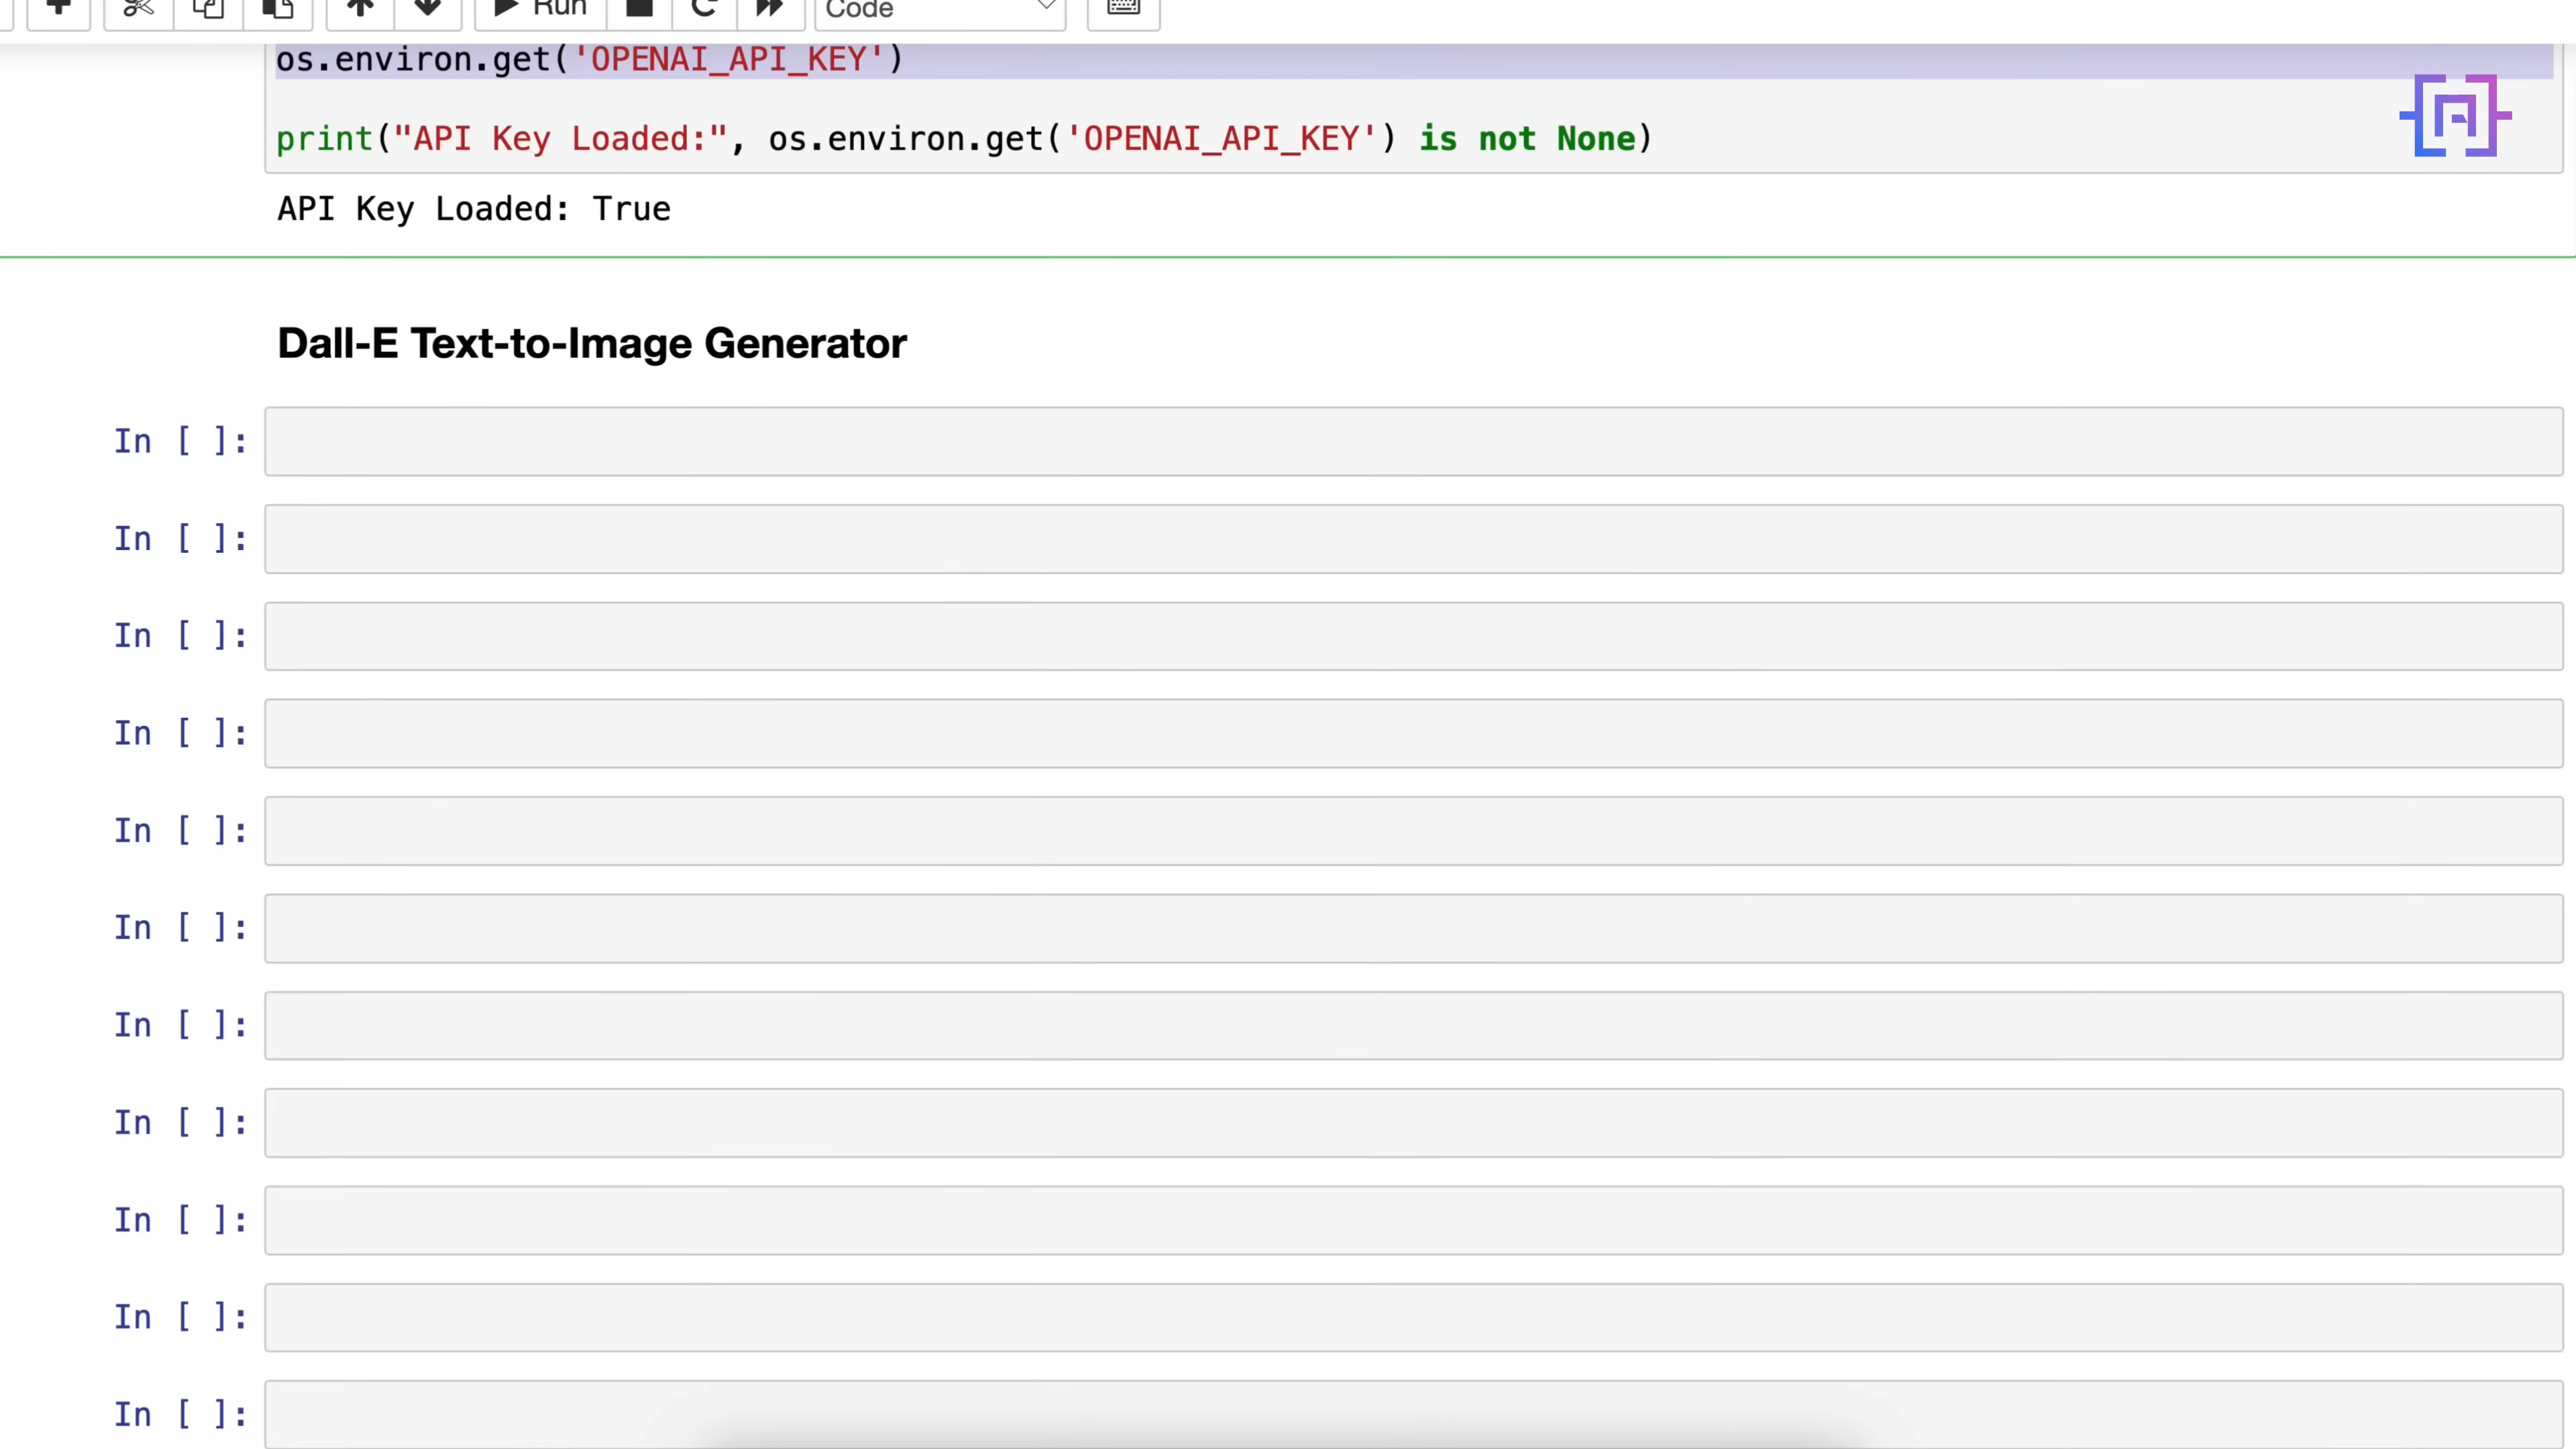 Run
Code
os.environ.get('OPENAI_API_KEY')
print("API Key Loaded:", os.environ.get('OPENAI_API_KEY') is not None)
API Key Loaded: True
Dall-E Text-to-Image Generator
In [ ]:
In [ ]:
In [ ]:
In [ ]:
In [ ]:
In [ ]:
In [ ]:
In [ ]:
In [ ]:
In [ ]:
In [ ]: